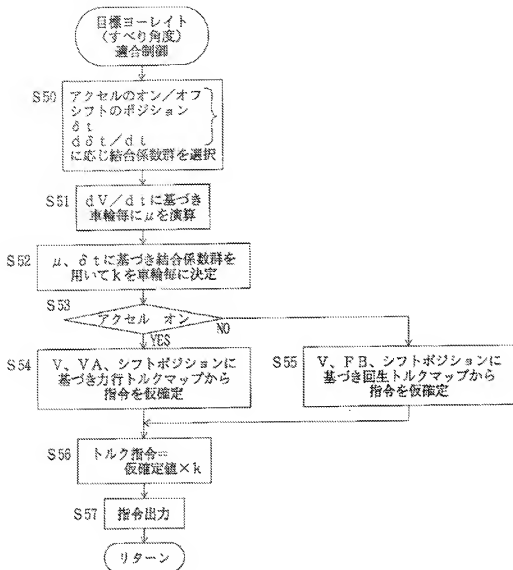 目標ヨーレイト
(すべり角度)
適合制御
S50
アクセルのオン/オフ
シフトのポジション
δt
dδt/dt
に応じ結合係数群を選択
S51
dV/dtに基づき
車輪毎にμを演算
S52
μ、δtに基づき結合係数群を
用いてkを車輪毎に決定
S53
アクセル オン
NO
YES
S54
V、VA、シフトポジションに
基づき力行トルクマップから
指令を仮確定
S55
V、FB、シフトポジションに
基づき回生トルクマップから
指令を仮確定
S56
トルク指令=
仮確定値×k
S57
指令出力
リターン